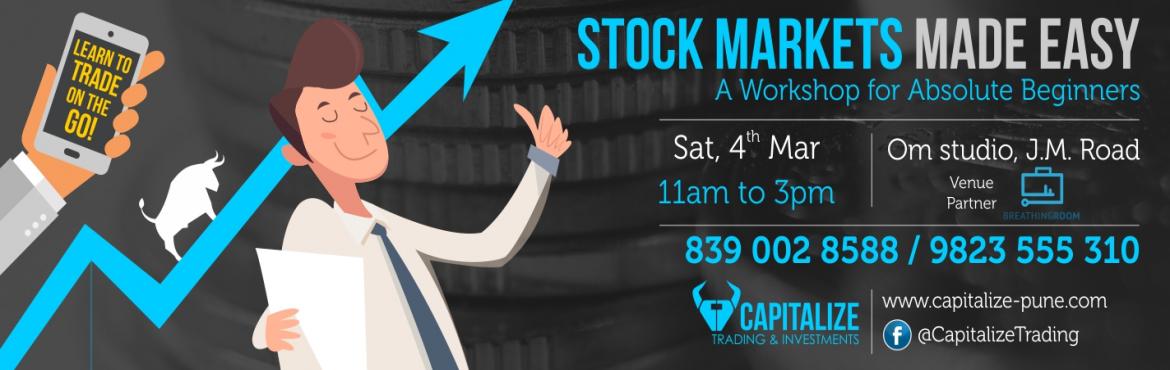 LEARN TO
TRADE
ON THE
GO!
STOCK MARKETS MADE EASY
A Workshop for Absolute Beginners
Sat, 4th Mar
11am to 3pm
Om studio, J.M. Road
Venue
Partner
BREATHINGROOM
839 002 8588 / 9823 555 310
CAPITALIZE
TRADING & INVESTMENTS
www.capitalize-pune.com
f @CapitalizeTrading